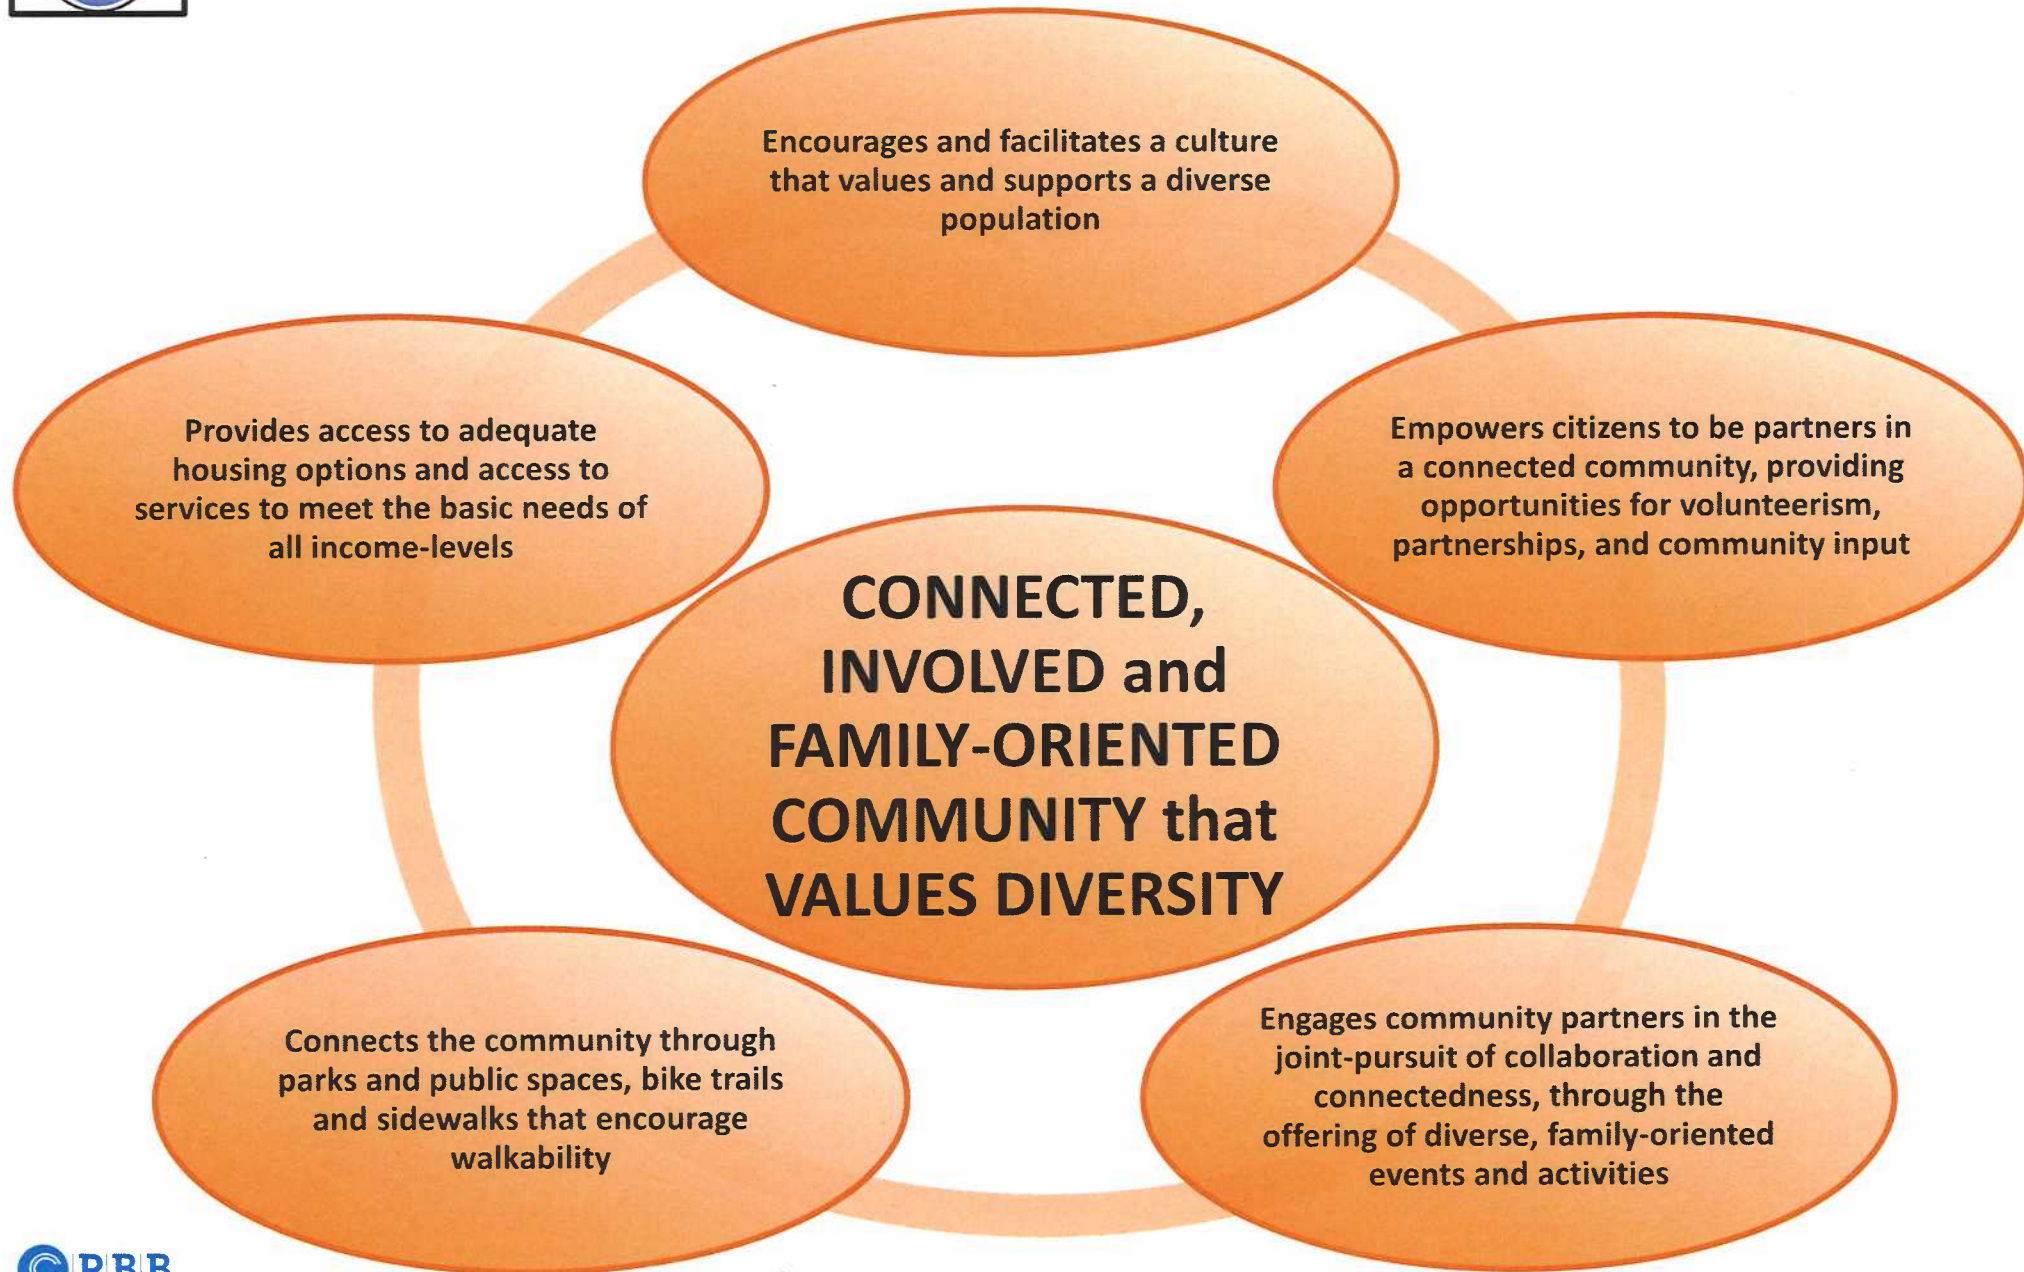 Encourages and facilitates a culture
that values and supports a diverse
population
Provides access to adequate
housing options and access to
services to meet the basic needs of
all income-levels
Empowers citizens to be partners in
a connected community, providing
opportunities for volunteerism,
partnerships, and community input
CONNECTED,
INVOLVED and
FAMILY-ORIENTED
COMMUNITY that
VALUES DIVERSITY
Connects the community through
parks and public spaces, bike trails
and sidewalks that encourage
walkability
Engages community partners in the
joint-pursuit of collaboration and
connectedness, through the
offering of diverse, family-oriented
events and activities
PBB